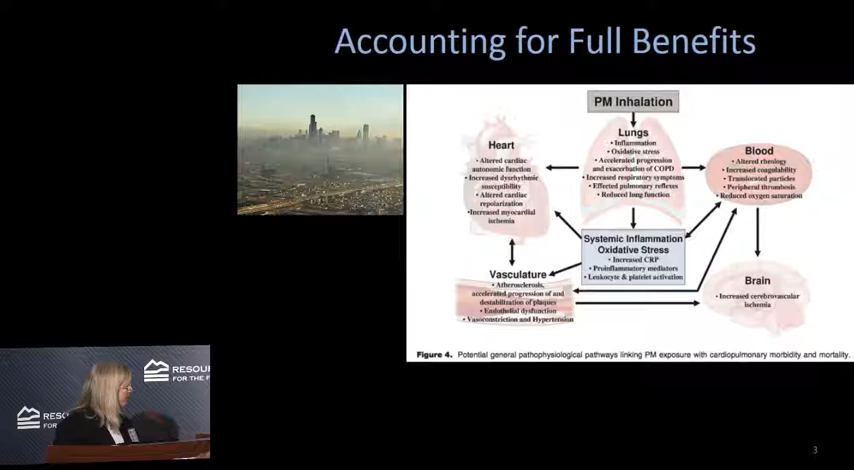 Accounting for Full Benefits
PM Inhalation
Lungs
• Inflammation
• Oxidative stress
• Accelerated progression
and exacerbation of COPD
• Increased respiratory symptoms
• Effected pulmonary reflexes
• Reduced lung function
Heart
• Altered cardiac
autonomic function
• Increased dysrhythmic
susceptibility
• Altered cardiac
repolarization
• Increased myocardial
ischemia
Blood
• Altered rheology
• Increased coagulability
• Translocated particles
• Peripheral thrombosis
• Reduced oxygen saturation
Systemic Inflammation
Oxidative Stress
• Increased CRP
• Proinflammatory mediators
• Leukocyte & platelet activation
Vasculature
• Atherosclerosis,
accelerated progression of and
destabilization of plaques
• Endothelial dysfunction
• Vasoconstriction and Hypertension
Brain
• Increased cerebrovascular
ischemia
Figure 4. Potential general pathophysiological pathways linking PM exposure with cardiopulmonary morbidity and mortality.
RESOU
FOR THE F
RESO
FOR
3